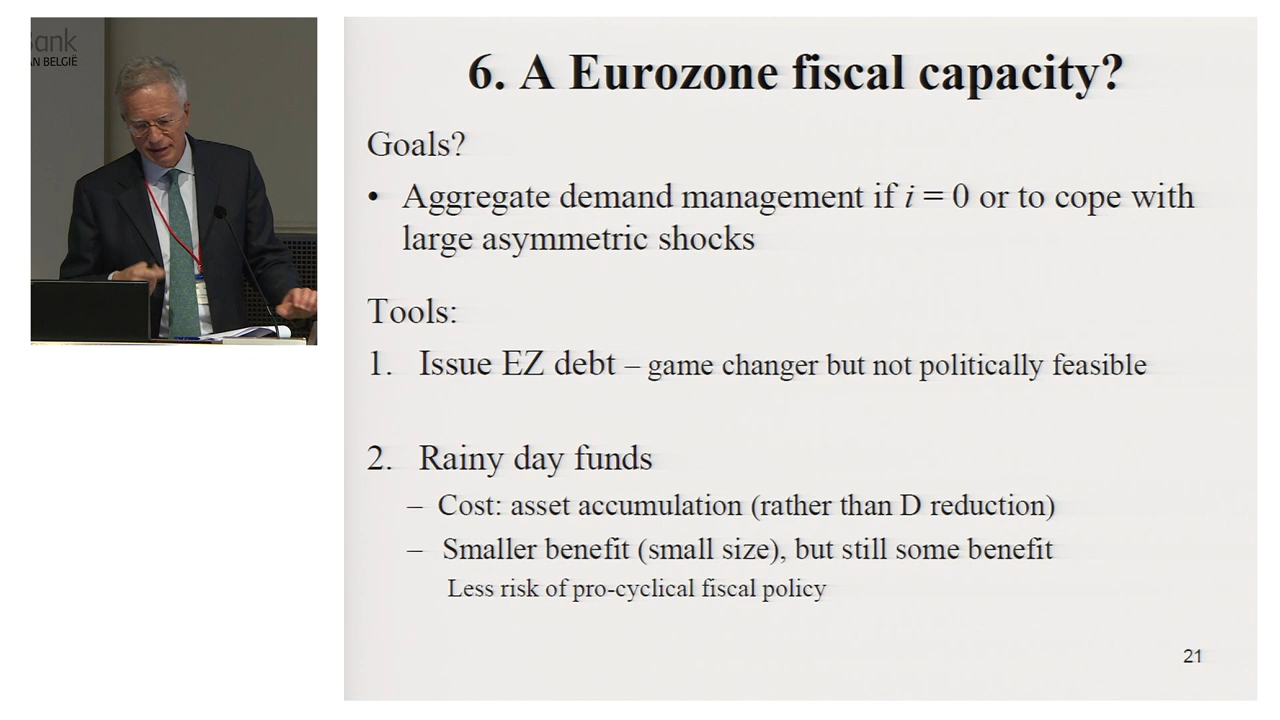 Bank
AN BELGIË
6. A Eurozone fiscal capacity?
Goals?
• Aggregate demand management if i = 0 or to cope with
large asymmetric shocks
Tools:
1. Issue EZ debt – game changer but not politically feasible
2. Rainy day funds
– Cost: asset accumulation (rather than D reduction)
– Smaller benefit (small size), but still some benefit
Less risk of pro-cyclical fiscal policy
21